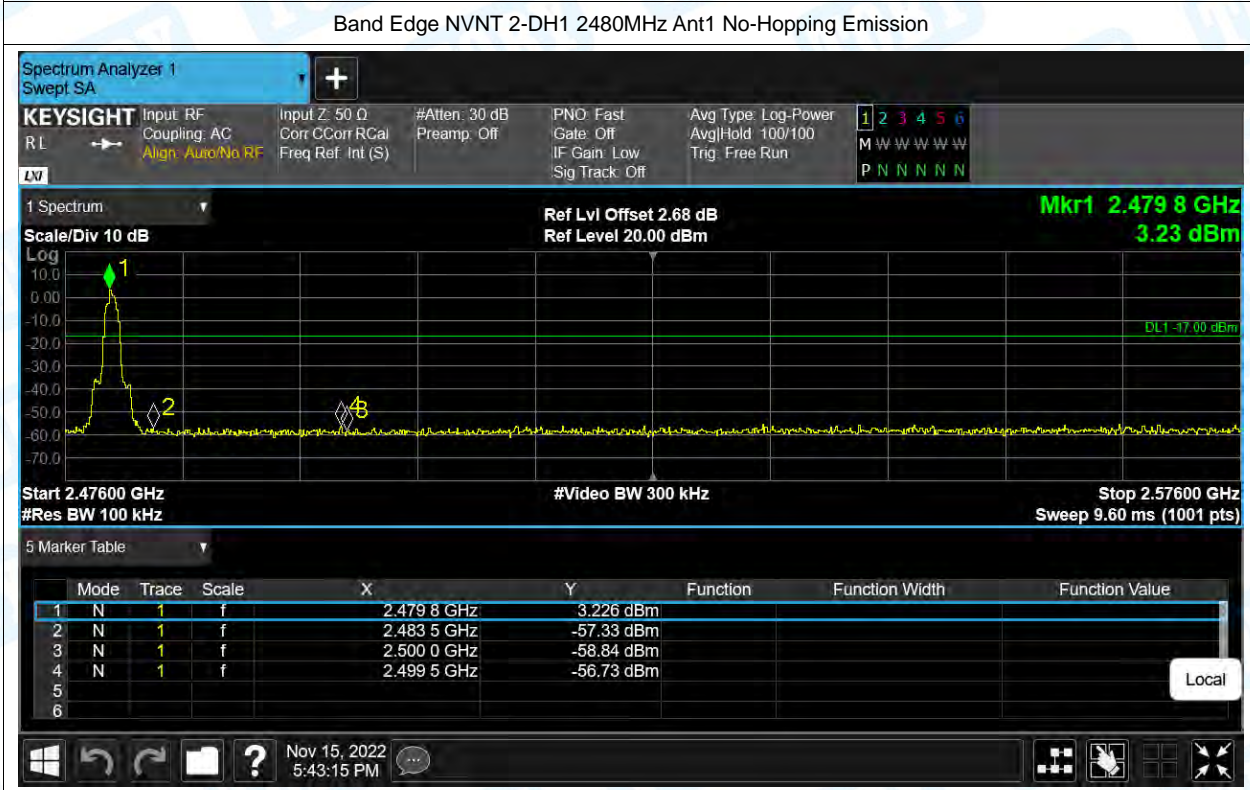 Band Edge NVNT 2-DH1 2480MHz Ant1 No-Hopping Emission
Spectrum Analyzer 1
Swept SA
KEYSIGHT
RL
LXI
Input: RF
Coupling: AC
Align: Auto/No RF
Input Z: 50 Ω
Corr CCorr RCal
Freq Ref: Int (S)
#Atten: 30 dB
Preamp: Off
PNO: Fast
Gate: Off
IF Gain: Low
Sig Track: Off
Avg Type: Log-Power
Avg|Hold: 100/100
Trig: Free Run
1 2 3 4 5 6
M W W W W W
P N N N N N
1 Spectrum
Scale/Div 10 dB
Ref Lvl Offset 2.68 dB
Ref Level 20.00 dBm
Mkr1 2.479 8 GHz
3.23 dBm
Log
10.0
0.00
-10.0
-20.0
-30.0
-40.0
-50.0
-60.0
-70.0
1
2
4
3
DL1 -17.00 dBm
Start 2.47600 GHz
#Video BW 300 kHz
Stop 2.57600 GHz
#Res BW 100 kHz
Sweep 9.60 ms (1001 pts)
5 Marker Table
Mode Trace Scale X Y Function Function Width Function Value
1 N 1 f 2.479 8 GHz 3.226 dBm
2 N 1 f 2.483 5 GHz -57.33 dBm
3 N 1 f 2.500 0 GHz -58.84 dBm
4 N 1 f 2.499 5 GHz -56.73 dBm
5
6
Local
?
Nov 15, 2022
5:43:15 PM